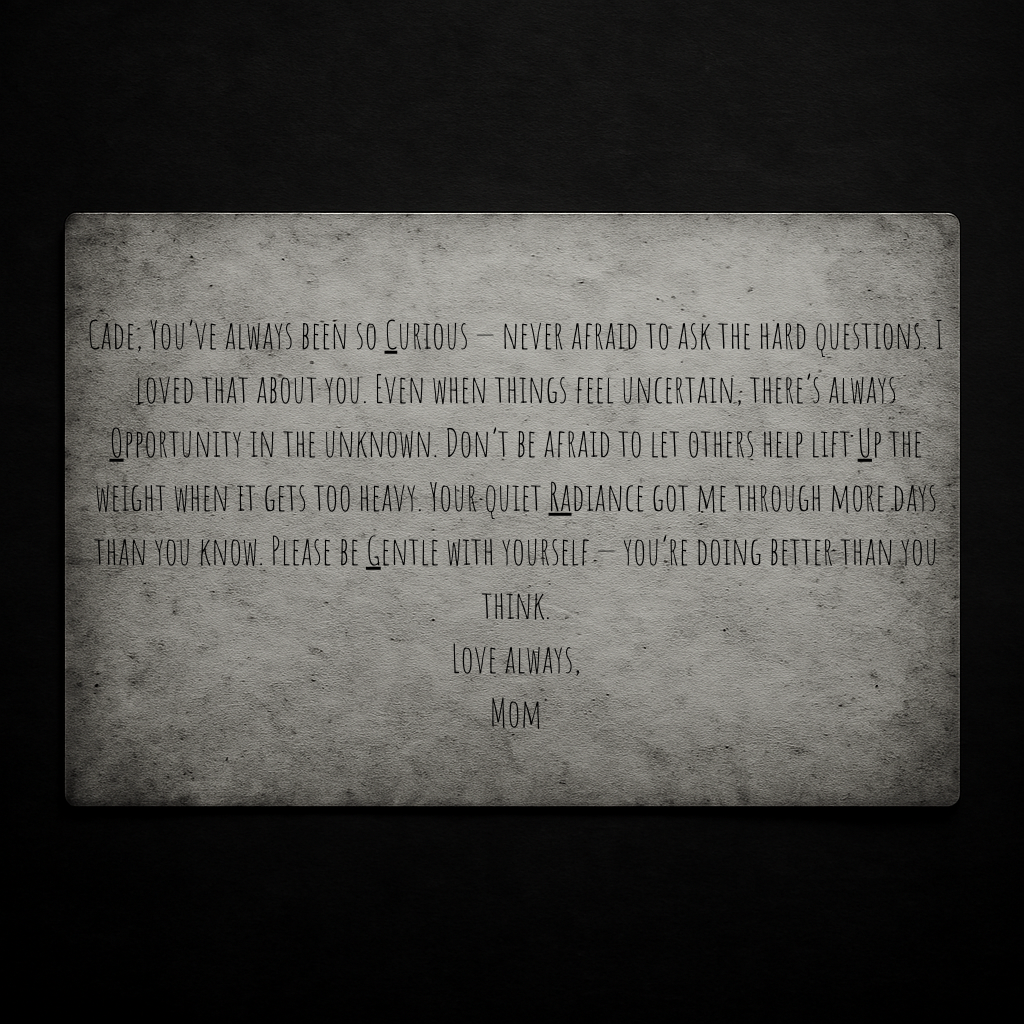 Cade; You've always been so Curious – never afraid to ask the hard questions. I
loved that about you. Even when things feel uncertain, there's always
Opportunity in the unknown. Don't be afraid to let others help lift Up the
weight when it gets too heavy. Your quiet RAdiance got me through more days
than you know. Please be Gentle with yourself – you're doing better than you
think.
Love always,
Mom